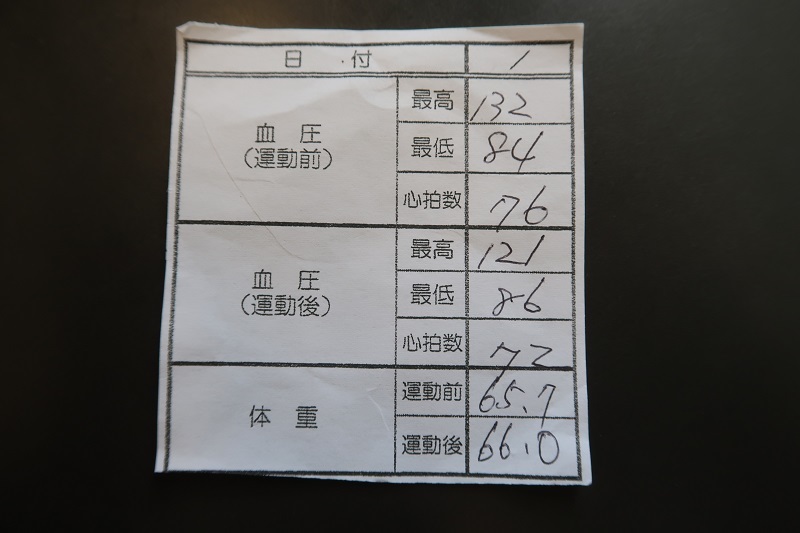 日 付 /
血 圧
(運動前)
最高 132
最低 84
心拍数 76
血 圧
(運動後)
最高 121
最低 86
心拍数 72
体 重
運動前 65.7
運動後 66.0